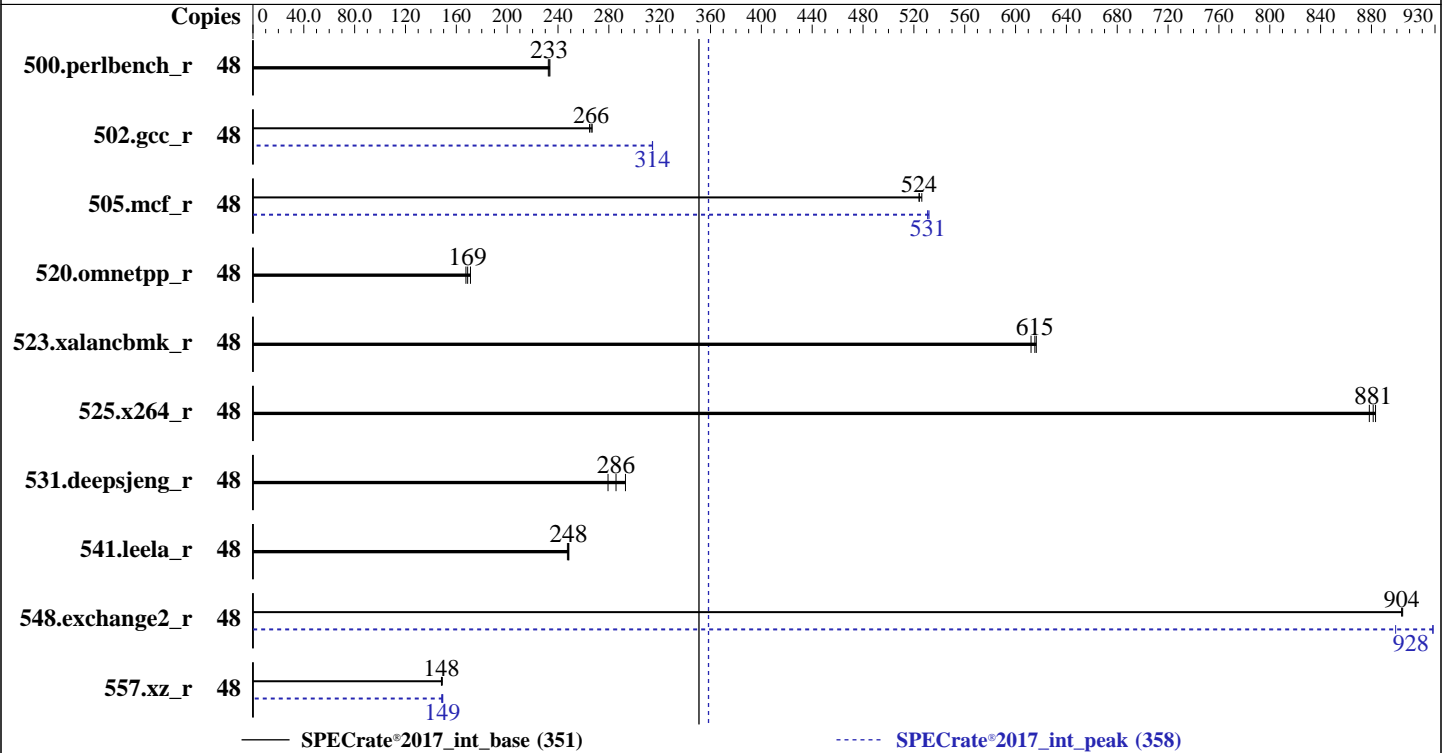 Copies 0 40.0 80.0 120 160 200 240 280 320 360 400 440 480 520 560 600 640 680 720 760 800 840 880 930
500.perlbench_r 48 233
502.gcc_r 48 266
314
505.mcf_r 48 524
531
520.omnetpp_r 48 169
523.xalancbmk_r 48 615
525.x264_r 48 881
531.deepsjeng_r 48 286
541.leela_r 48 248
548.exchange2_r 48 904
928
557.xz_r 48 148
149
SPECrate®2017_int_base (351) SPECrate®2017_int_peak (358)